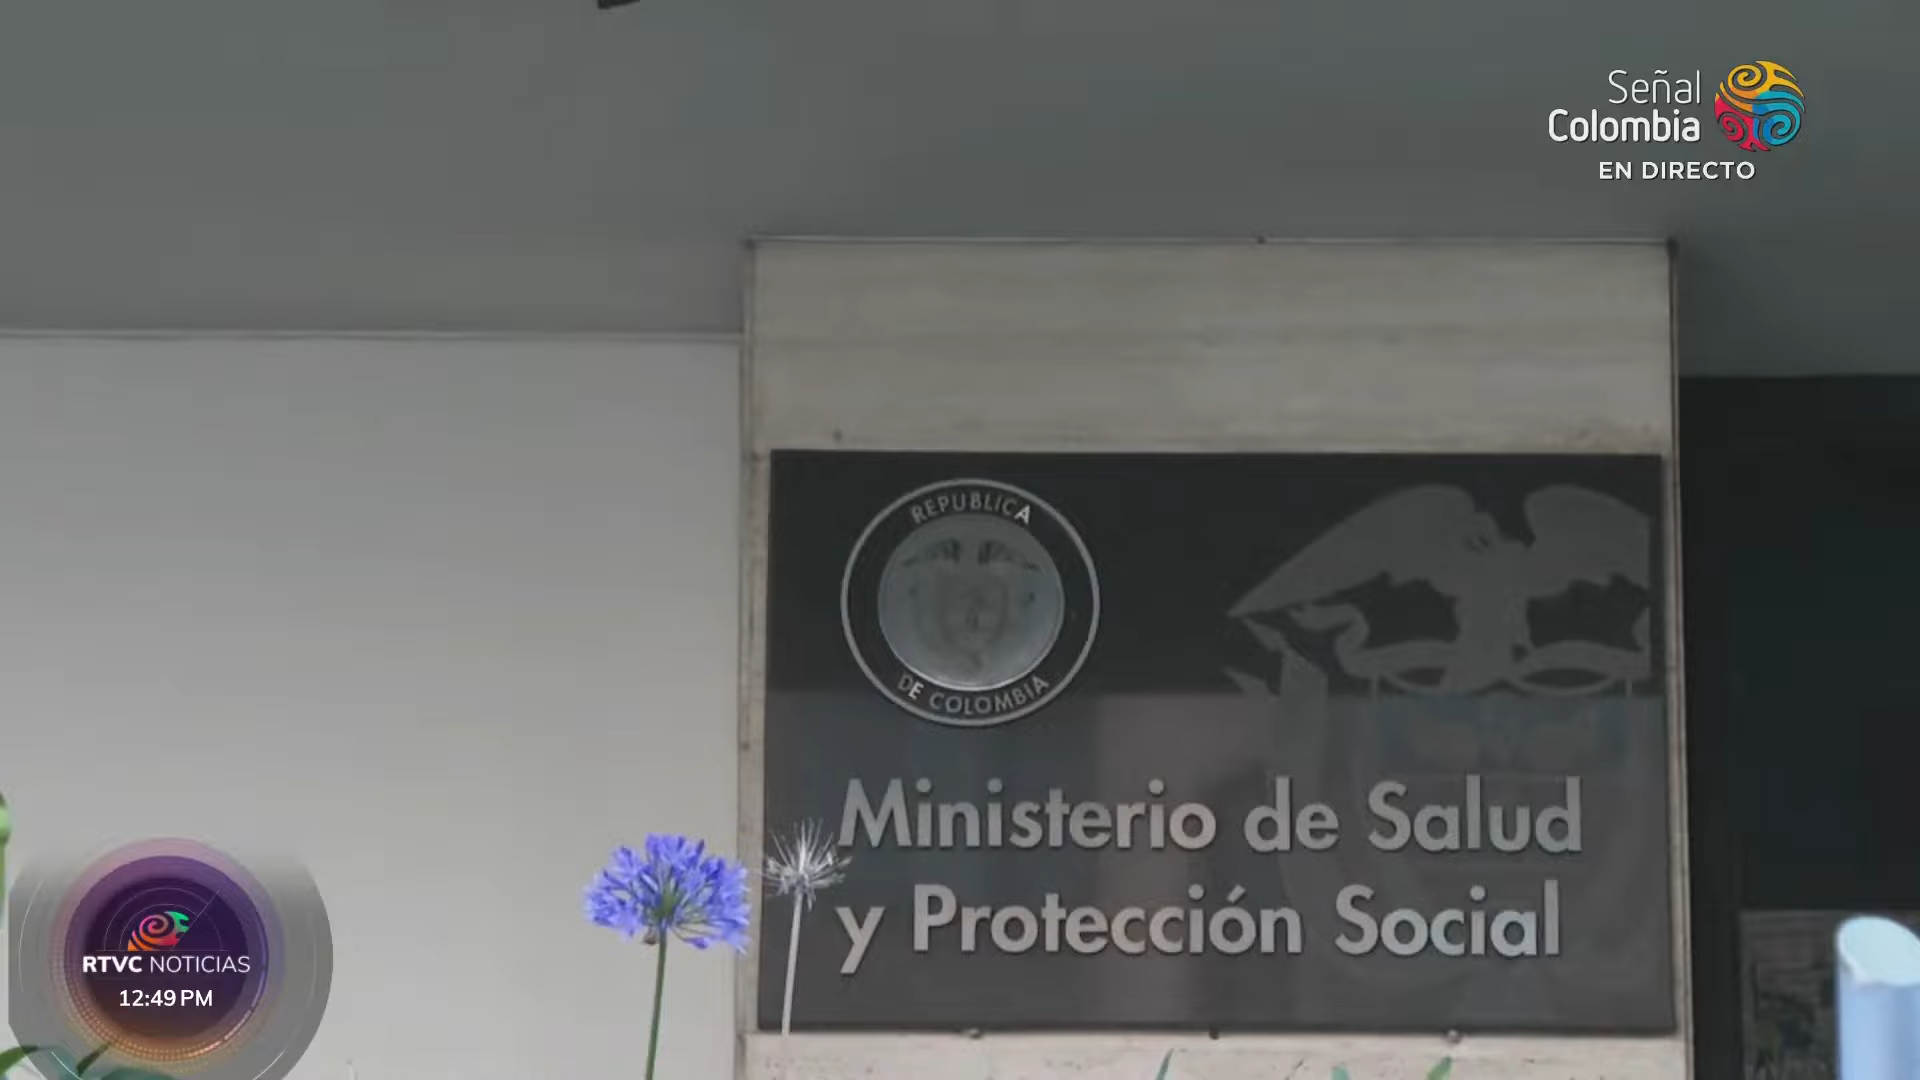 Señal
Colombia
EN DIRECTO
REPUBLICA
DE COLOMBIA
Ministerio de Salud
y Protección Social
RTVC NOTICIAS
12:49 PM